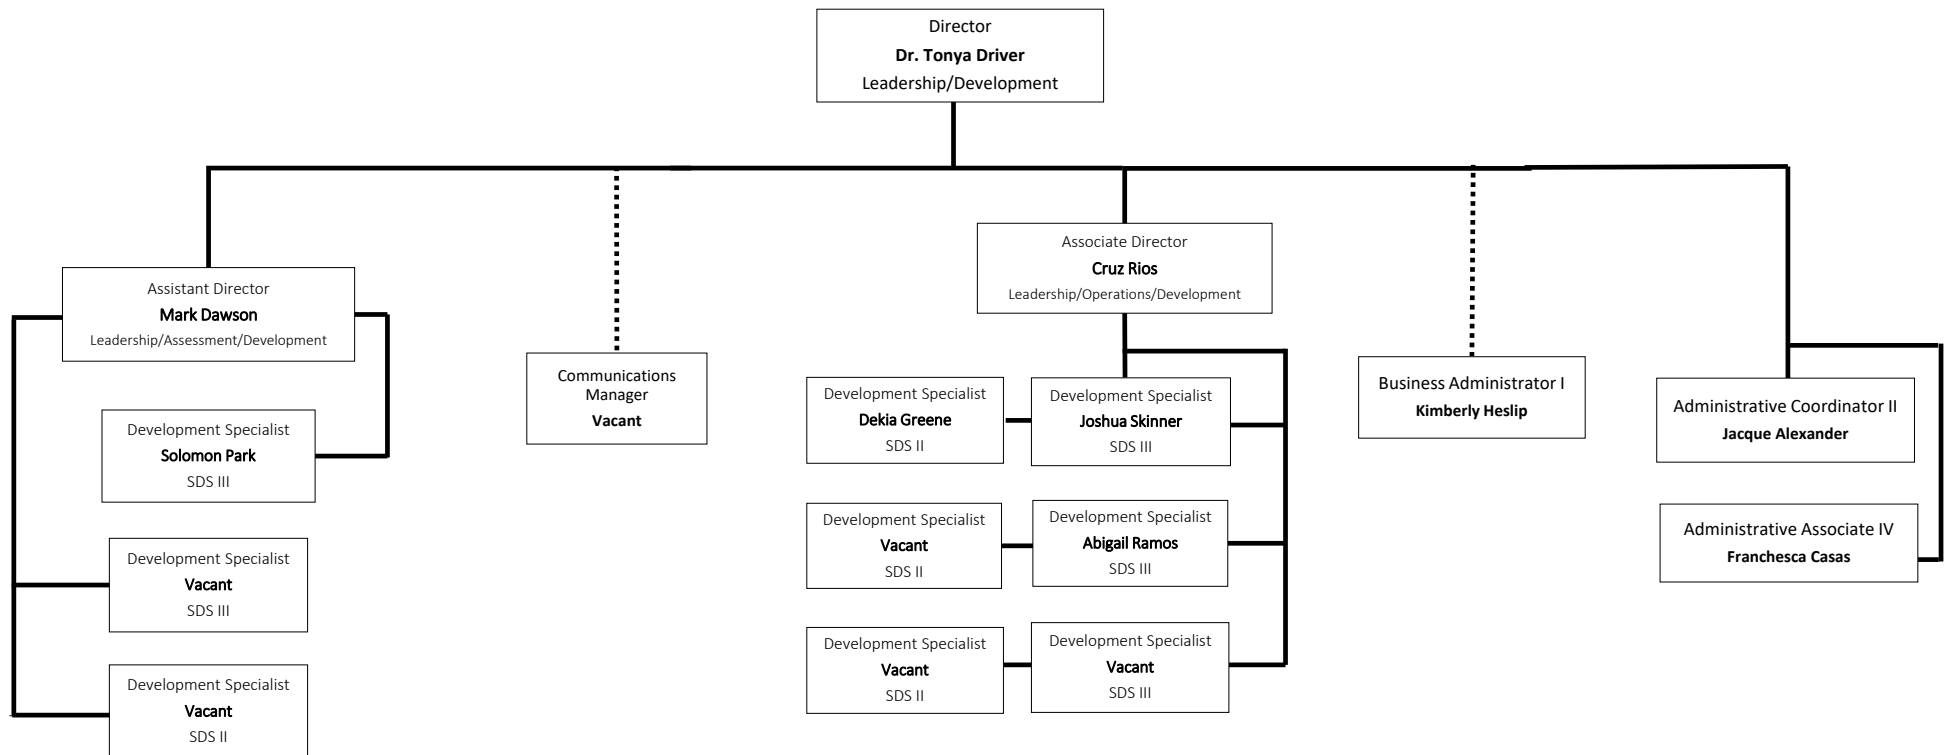 Director
Dr. Tonya Driver
Leadership/Development
Assistant Director
Mark Dawson
Leadership/Assessment/Development
Development Specialist
Solomon Park
SDS III
Development Specialist
Vacant
SDS III
Development Specialist
Vacant
SDS II
Communications
Manager
Vacant
Associate Director
Cruz Rios
Leadership/Operations/Development
Development Specialist
Dekia Greene
SDS II
Development Specialist
Joshua Skinner
SDS III
Development Specialist
Vacant
SDS II
Development Specialist
Abigail Ramos
SDS III
Development Specialist
Vacant
SDS II
Development Specialist
Vacant
SDS III
Business Administrator I
Kimberly Heslip
Administrative Coordinator II
Jacque Alexander
Administrative Associate IV
Franchesca Casas